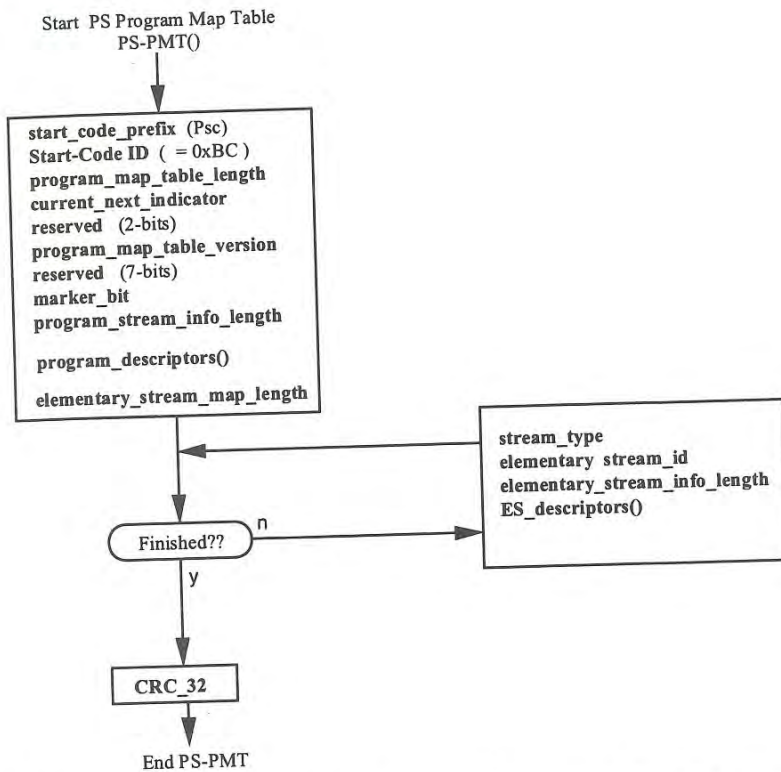 Start PS Program Map Table
PS-PMT()
start_code_prefix (Psc)
Start-Code ID ( = 0xBC )
program_map_table_length
current_next_indicator
reserved (2-bits)
program_map_table_version
reserved (7-bits)
marker_bit
program_stream_info_length
program_descriptors()
elementary_stream_map_length
stream_type
elementary stream_id
elementary_stream_info_length
ES_descriptors()
Finished??
n
y
CRC_32
End PS-PMT